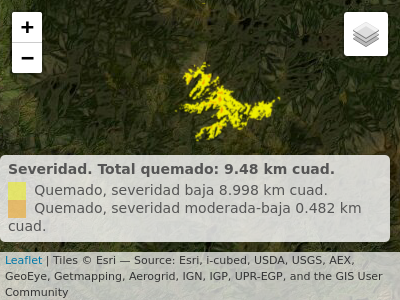 +
−
Severidad. Total quemado: 9.48 km cuad.
Quemado, severidad baja 8.998 km cuad.
Quemado, severidad moderada-baja 0.482 km
cuad.
Leaflet | Tiles © Esri — Source: Esri, i-cubed, USDA, USGS, AEX,
GeoEye, Getmapping, Aerogrid, IGN, IGP, UPR-EGP, and the GIS User
Community